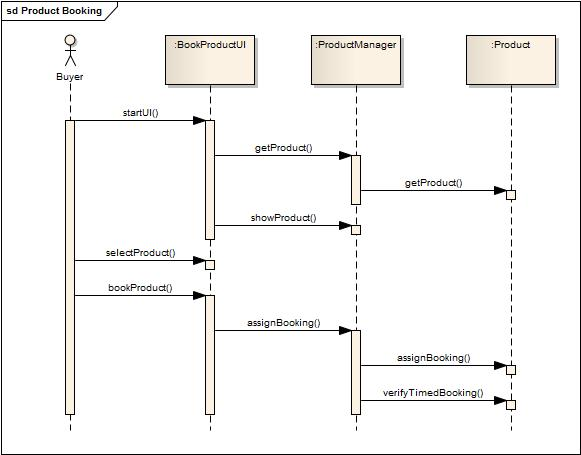 sd Product Booking
:BookProductUI
:ProductManager
:Product
Buyer
startUI()
getProduct()
getProduct()
showProduct()
selectProduct()
bookProduct()
assignBooking()
assignBooking()
verifyTimedBooking()